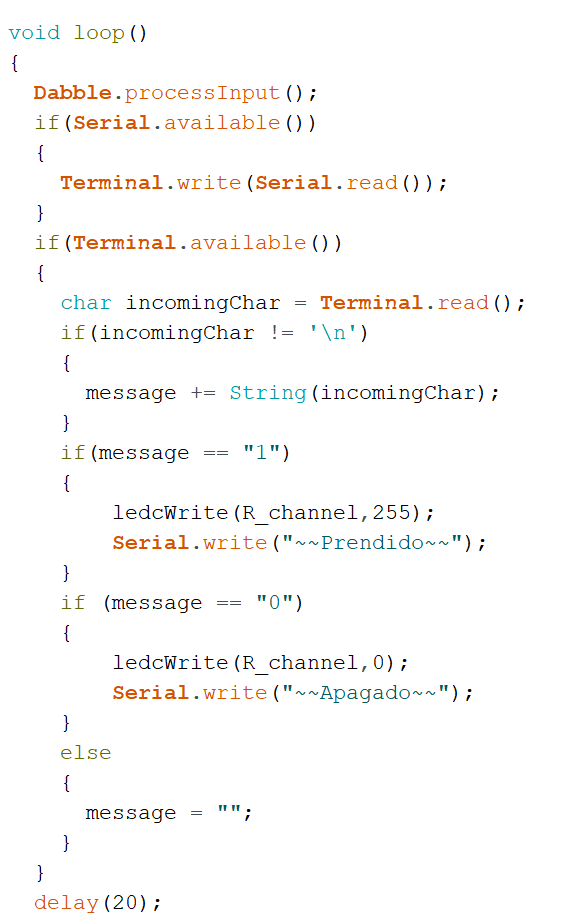 void loop()
{
  Dabble.processInput();
  if(Serial.available())
  {
    Terminal.write(Serial.read());
  }
  if(Terminal.available())
  {
    char incomingChar = Terminal.read();
    if(incomingChar != '\n')
    {
      message += String(incomingChar);
    }
    if(message == "1")
    {
        ledcWrite(R_channel,255);
        Serial.write("~~Prendido~~");
    }
    if (message == "0")
    {
        ledcWrite(R_channel,0);
        Serial.write("~~Apagado~~");
    }
    else
    {
      message = "";
    }
  }
  delay(20);